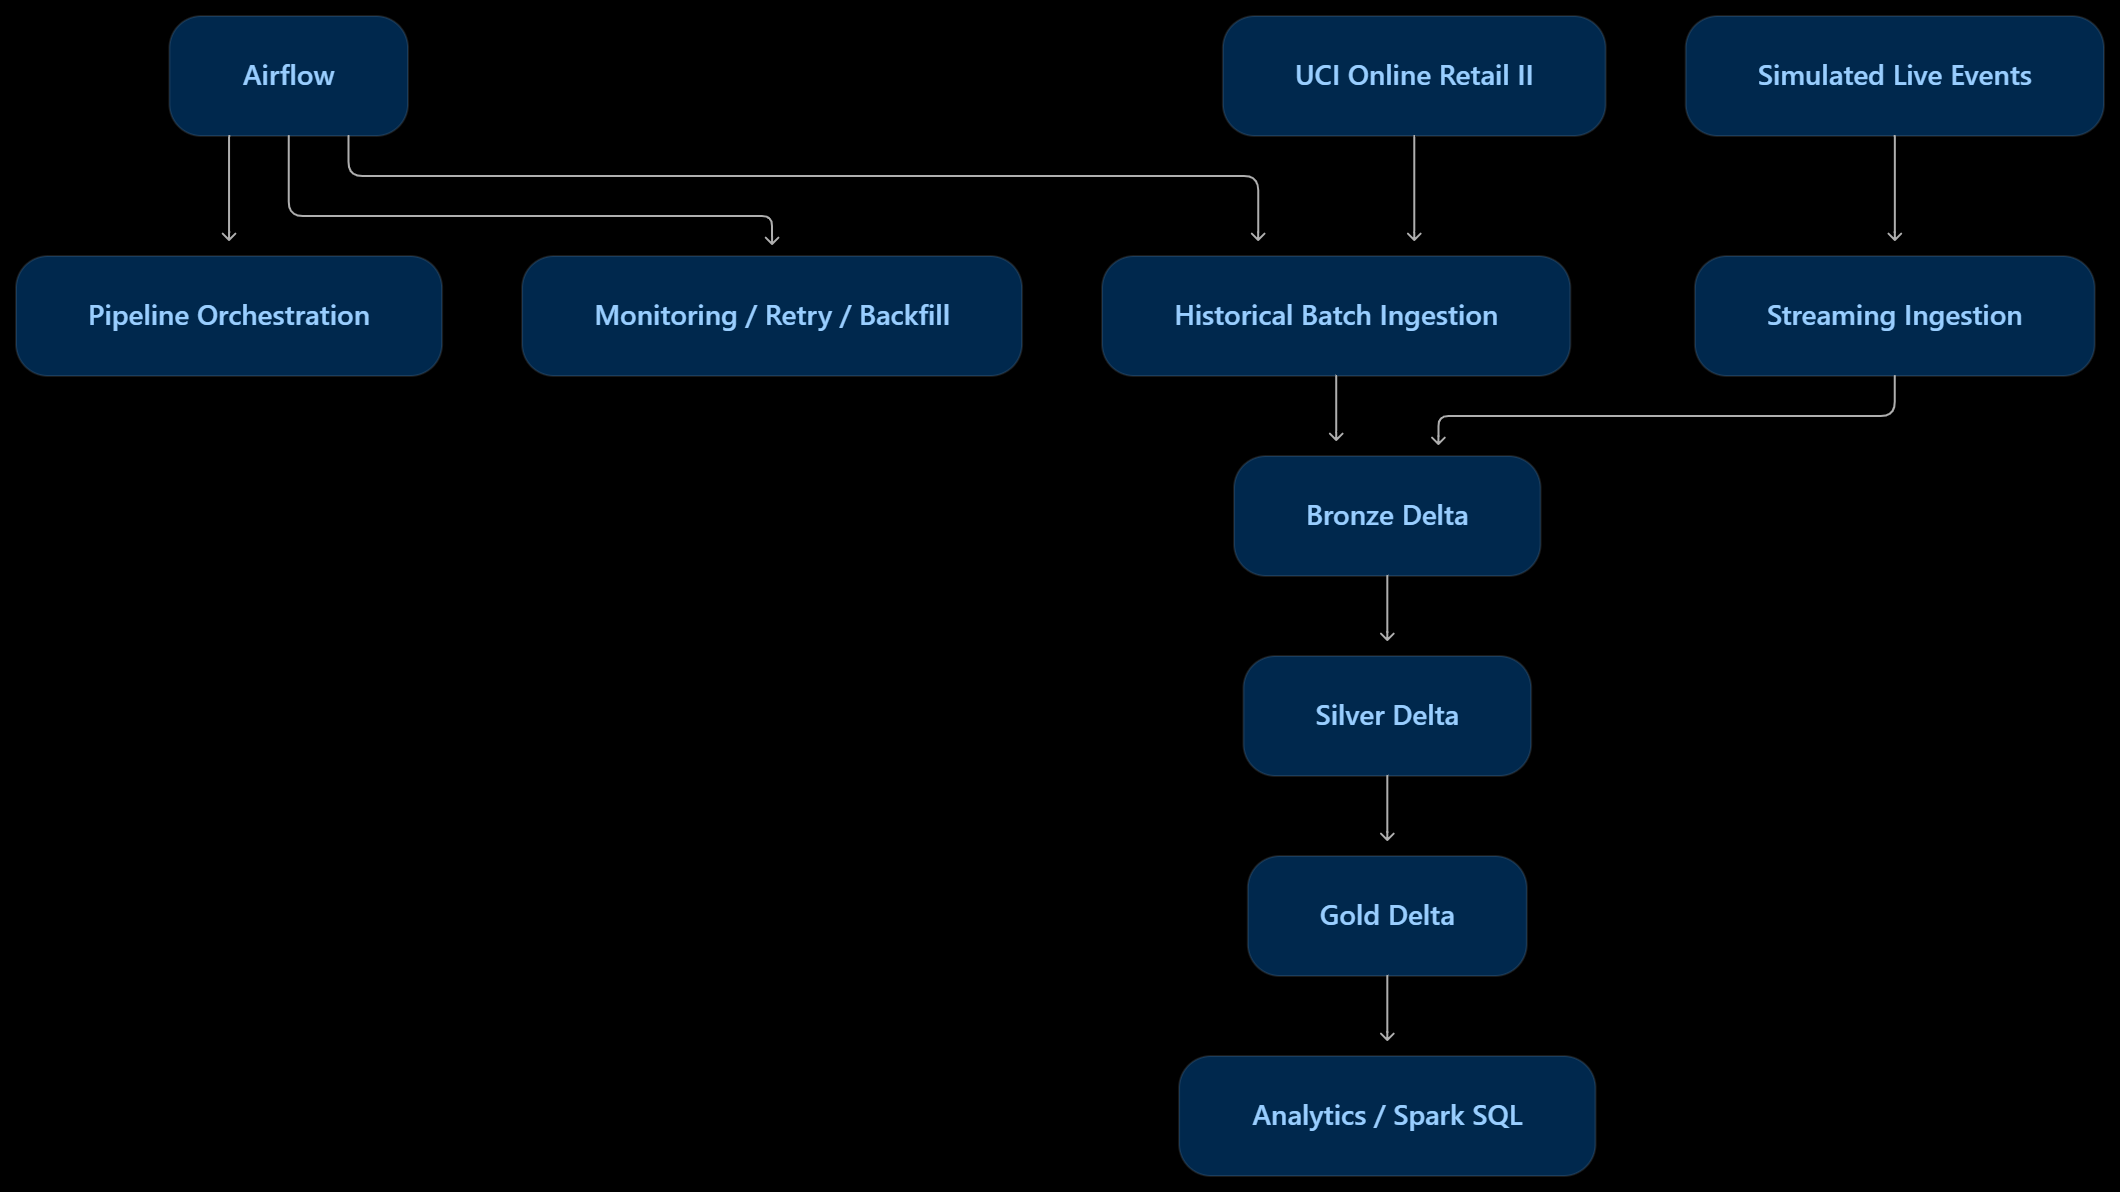 Airflow
UCI Online Retail II
Simulated Live Events
Pipeline Orchestration
Monitoring / Retry / Backfill
Historical Batch Ingestion
Streaming Ingestion
Bronze Delta
Silver Delta
Gold Delta
Analytics / Spark SQL